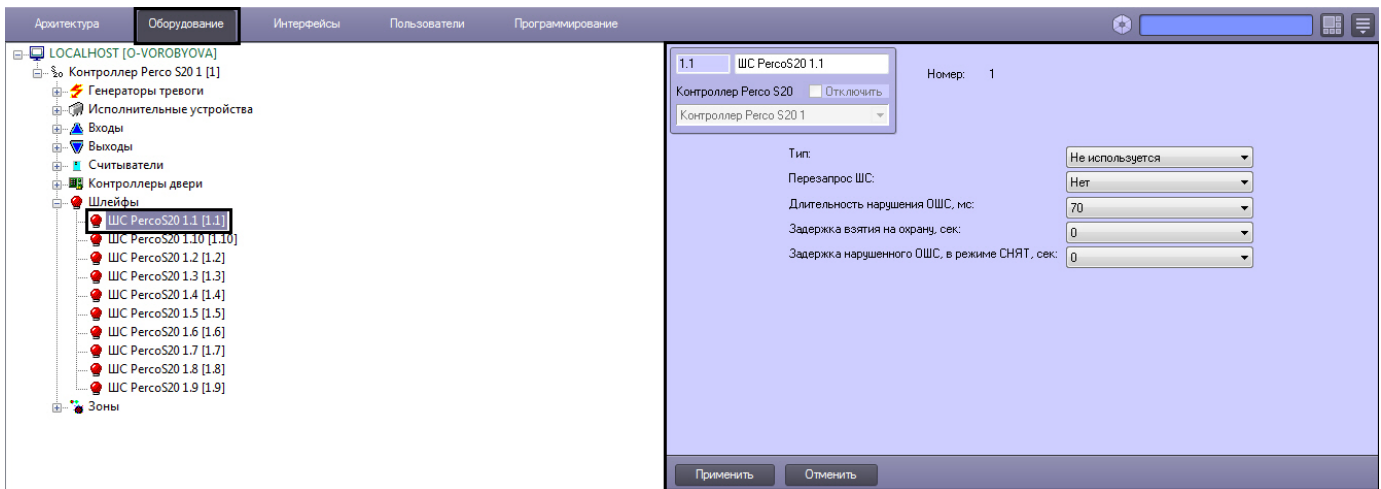 Архитектура
Оборудование
Интерфейсы
Пользователи
Программирование
LOCALHOST [O-VOROBYOVA]
Контроллер Perco S20 1 [1]
Генераторы тревоги
Исполнительные устройства
Входы
Выходы
Считыватели
Контроллеры двери
Шлейфы
ШС PercoS20 1.1 [1.1]
ШС PercoS20 1.10 [1.10]
ШС PercoS20 1.2 [1.2]
ШС PercoS20 1.3 [1.3]
ШС PercoS20 1.4 [1.4]
ШС PercoS20 1.5 [1.5]
ШС PercoS20 1.6 [1.6]
ШС PercoS20 1.7 [1.7]
ШС PercoS20 1.8 [1.8]
ШС PercoS20 1.9 [1.9]
Зоны
1.1 ШС PercoS20 1.1
Контроллер Perco S20 Отключить
Контроллер Perco S20 1
Номер: 1
Тип: Не используется
Перезапрос ШС: Нет
Длительность нарушения ОШС, мс: 70
Задержка взятия на охрану, сек: 0
Задержка нарушенного ОШС, в режиме СНЯТ, сек: 0
Применить Отменить